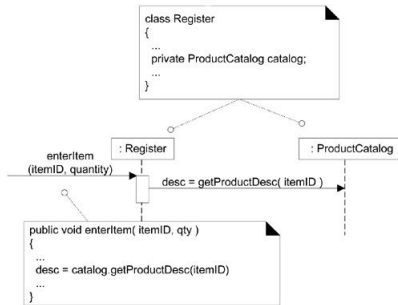 class Register
{
...
private ProductCatalog catalog;
...
}
enterItem
(itemID, quantity)
: Register
: ProductCatalog
desc = getProductDesc( itemID )
public void enterItem( itemID, qty )
{
...
desc = catalog.getProductDesc(itemID)
...
}